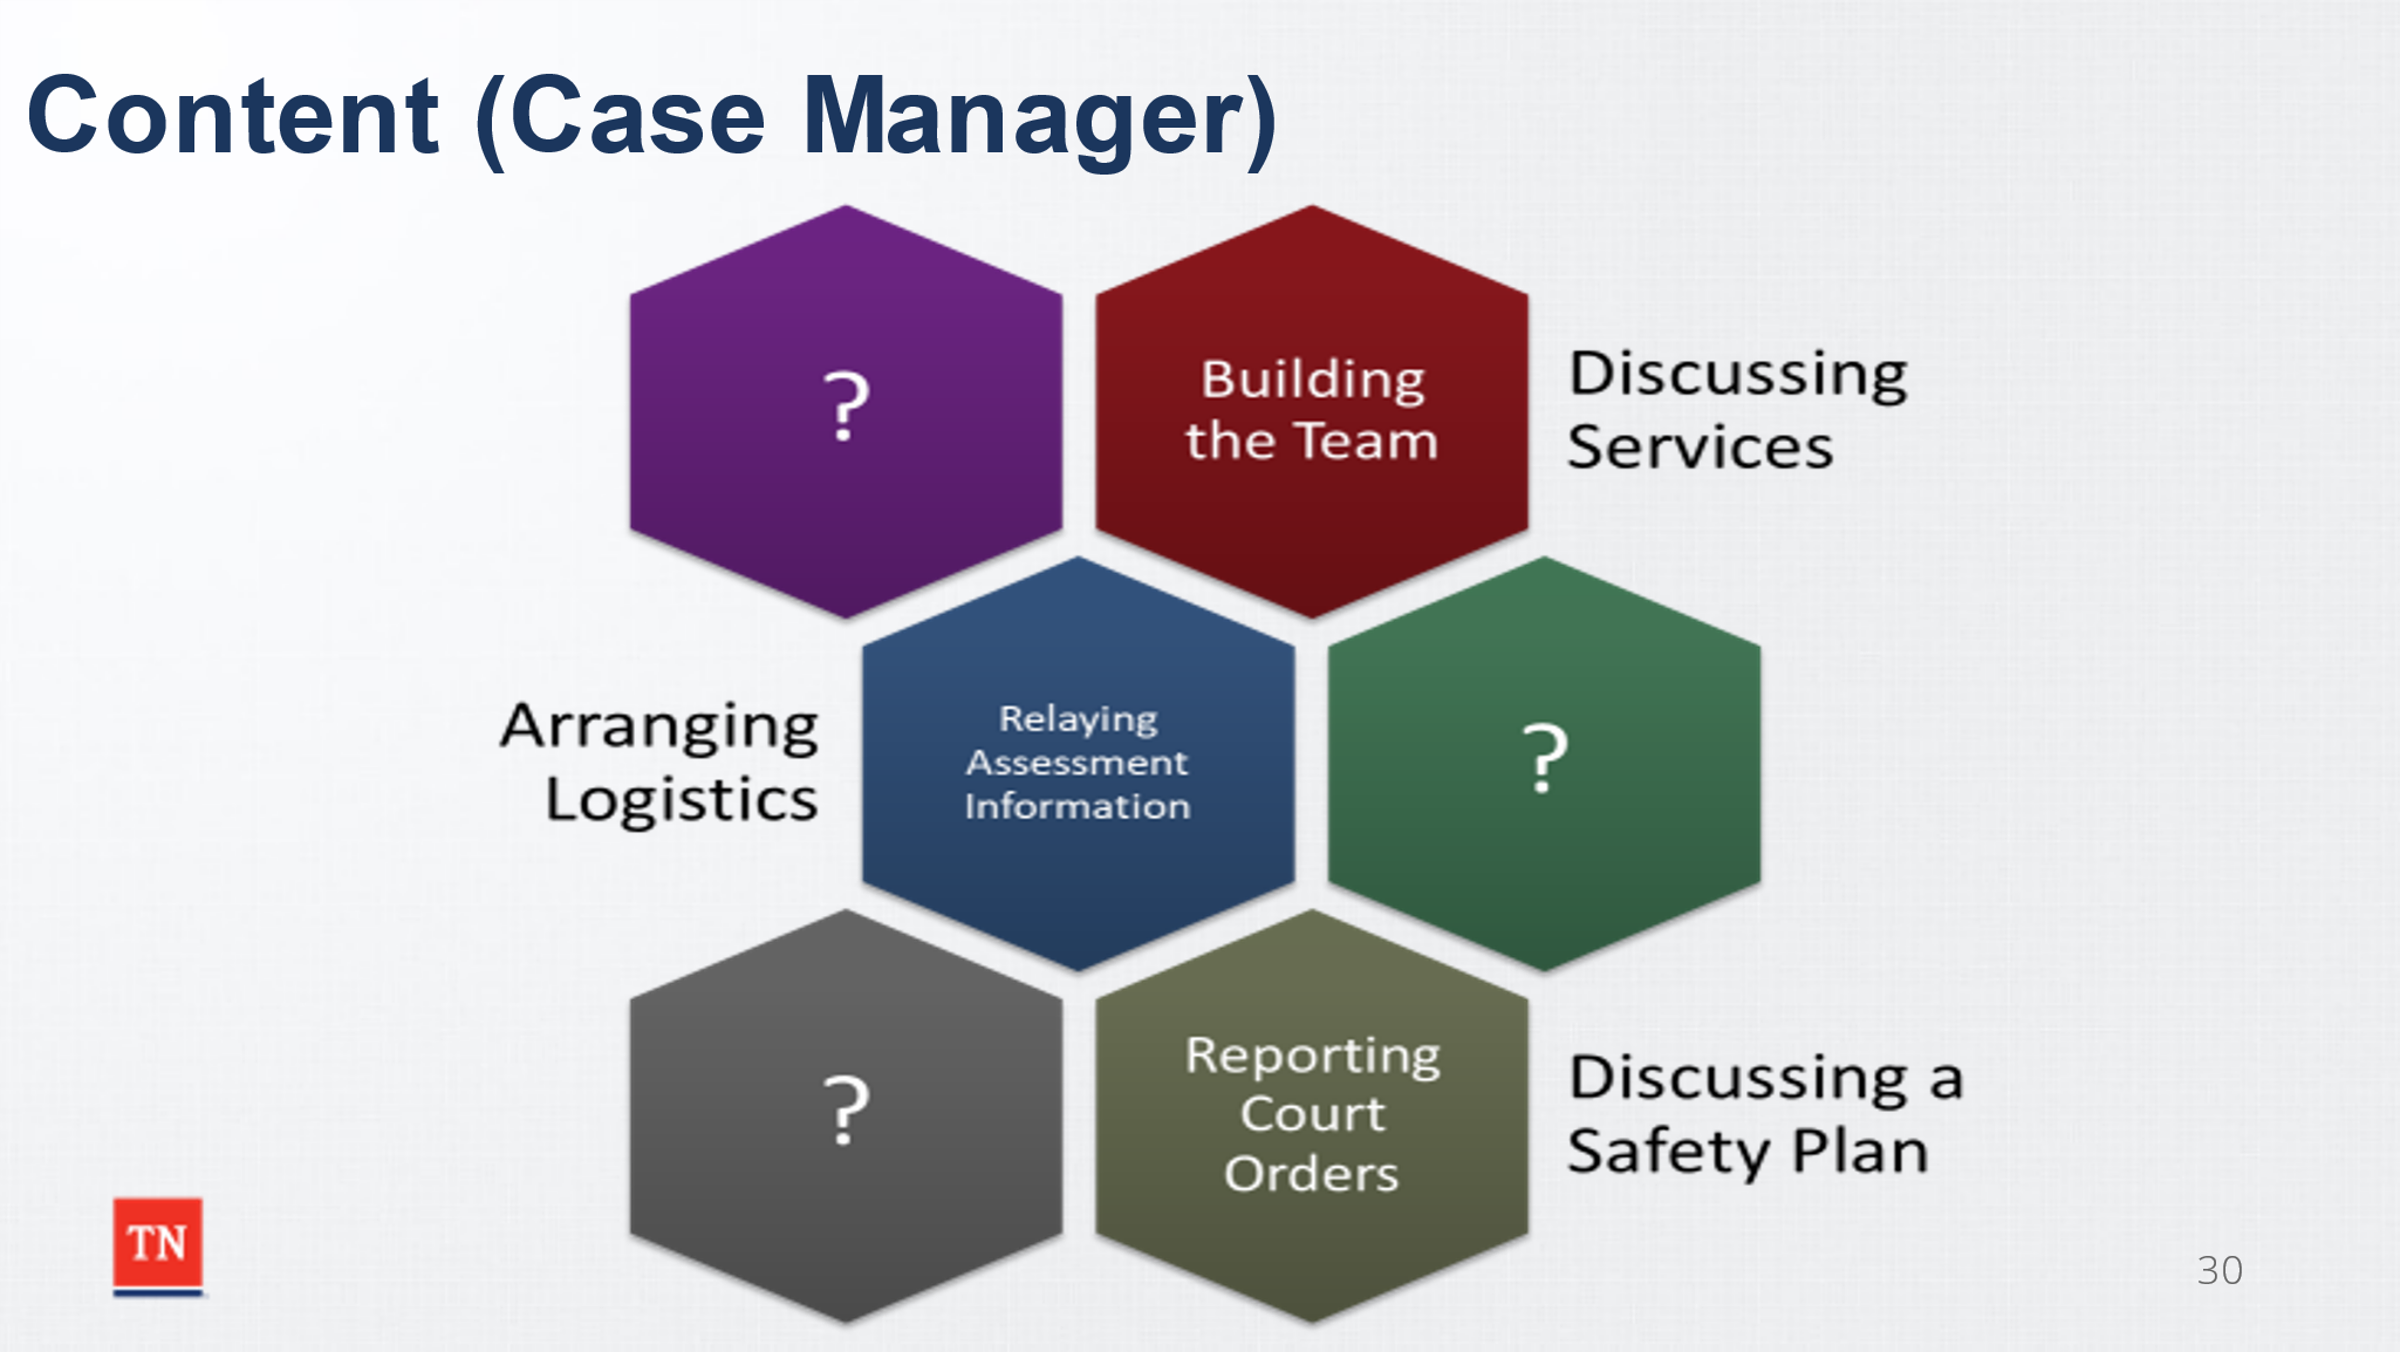 Content (Case Manager)
?
Building
the Team
Discussing
Services
Arranging
Logistics
Relaying
Assessment
Information
?
?
Reporting
Court
Orders
Discussing a
Safety Plan
TN
30